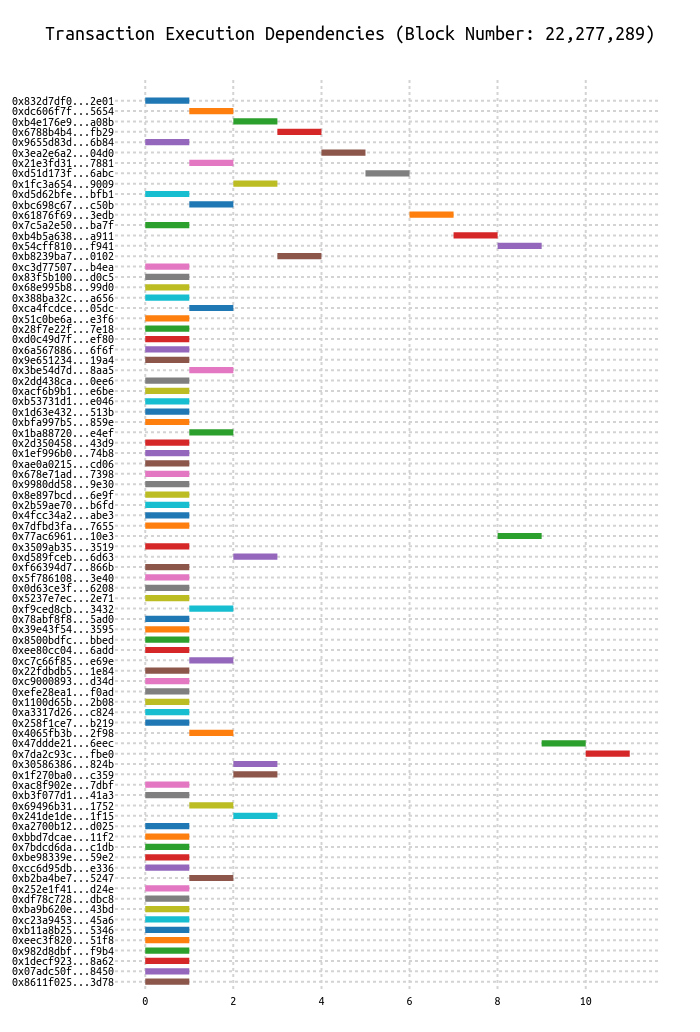 Transaction Execution Dependencies (Block Number: 22,277,289)
0x832d7df0...2e01
0xdc606f7f...5654
0xb4e176e9...a08b
0x6788b4b4...fb29
0x9655d83d...6b84
0x3ea2e6a2...04d0
0x21e3fd31...7881
0xd51d173f...6abc
0x1fc3a654...9009
0xd5d62bfe...bfb1
0xbc698c67...c50b
0x61876f69...3edb
0x7c5a2e50...ba7f
0xb4b5a638...a911
0x54cff810...f941
0xb8239ba7...0102
0xc3d77507...b4ea
0x83f5b100...d0c5
0x68e995b8...99d0
0x388ba32c...a656
0xca4fcdce...05dc
0x51c0be6a...e3f6
0x28f7e22f...7e18
0xd0c49d7f...ef80
0x6a567886...6f6f
0x9e651234...19a4
0x3be54d7d...8aa5
0x2dd438ca...0ee6
0xacf6b9b1...e6be
0xb53731d1...e046
0x1d63e432...513b
0xbfa997b5...859e
0x1ba88720...e4ef
0x2d350458...43d9
0x1ef996b0...74b8
0xae0a0215...cd06
0x678e71ad...7398
0x9980dd58...9e30
0x8e897bcd...6e9f
0x2b59ae70...b6fd
0x4fcc34a2...abe3
0x7dfbd3fa...7655
0x77ac6961...10e3
0x3509ab35...3519
0xd589fceb...6d63
0xf66394d7...866b
0x5f786108...3e40
0x0d63ce3f...6208
0x5237e7ec...2e71
0xf9ced8cb...3432
0x78abf8f8...5ad0
0x39e43f54...3595
0x8500bdfc...bbed
0xee80cc04...6add
0xc7c66f85...e69e
0x22fdbdb5...1e84
0xc9000893...d34d
0xefe28ea1...f0ad
0x1100d65b...2b08
0xa3317d26...c824
0x258f1ce7...b219
0x4065fb3b...2f98
0x47ddde21...6eec
0x7da2c93c...fbe0
0x30586386...824b
0x1f270ba0...c359
0xac8f902e...7dbf
0xb3f077d1...41a3
0x69496b31...1752
0x241de1de...1f15
0xa2700b12...d025
0xbbd7dcae...11f2
0x7bdcd6da...c1db
0xbe98339e...59e2
0xcc6d95db...e336
0xb2ba4be7...5247
0x252e1f41...d24e
0xdf78c728...dbc8
0xba9b620e...43bd
0xc23a9453...45a6
0xb11a8b25...5346
0xeec3f820...51f8
0x982d8dbf...f9b4
0x1decf923...8a62
0x07adc50f...8450
0x8611f025...3d78
0 2 4 6 8 10